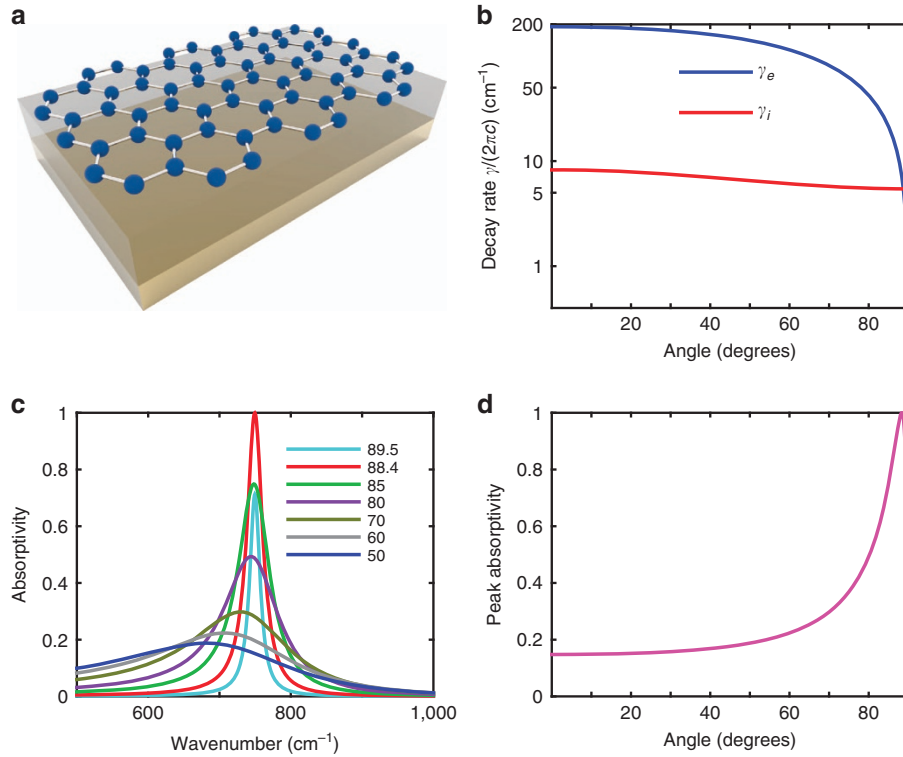 a
b
200
50
10
5
1
Decay rate γ/(2πc) (cm⁻¹)
γe
γi
20 40 60 80
Angle (degrees)
c
1
0.8
0.6
0.4
0.2
0
Absorptivity
89.5
88.4
85
80
70
60
50
600 800 1,000
Wavenumber (cm⁻¹)
d
1
0.8
0.6
0.4
0.2
0
Peak absorptivity
20 40 60 80
Angle (degrees)